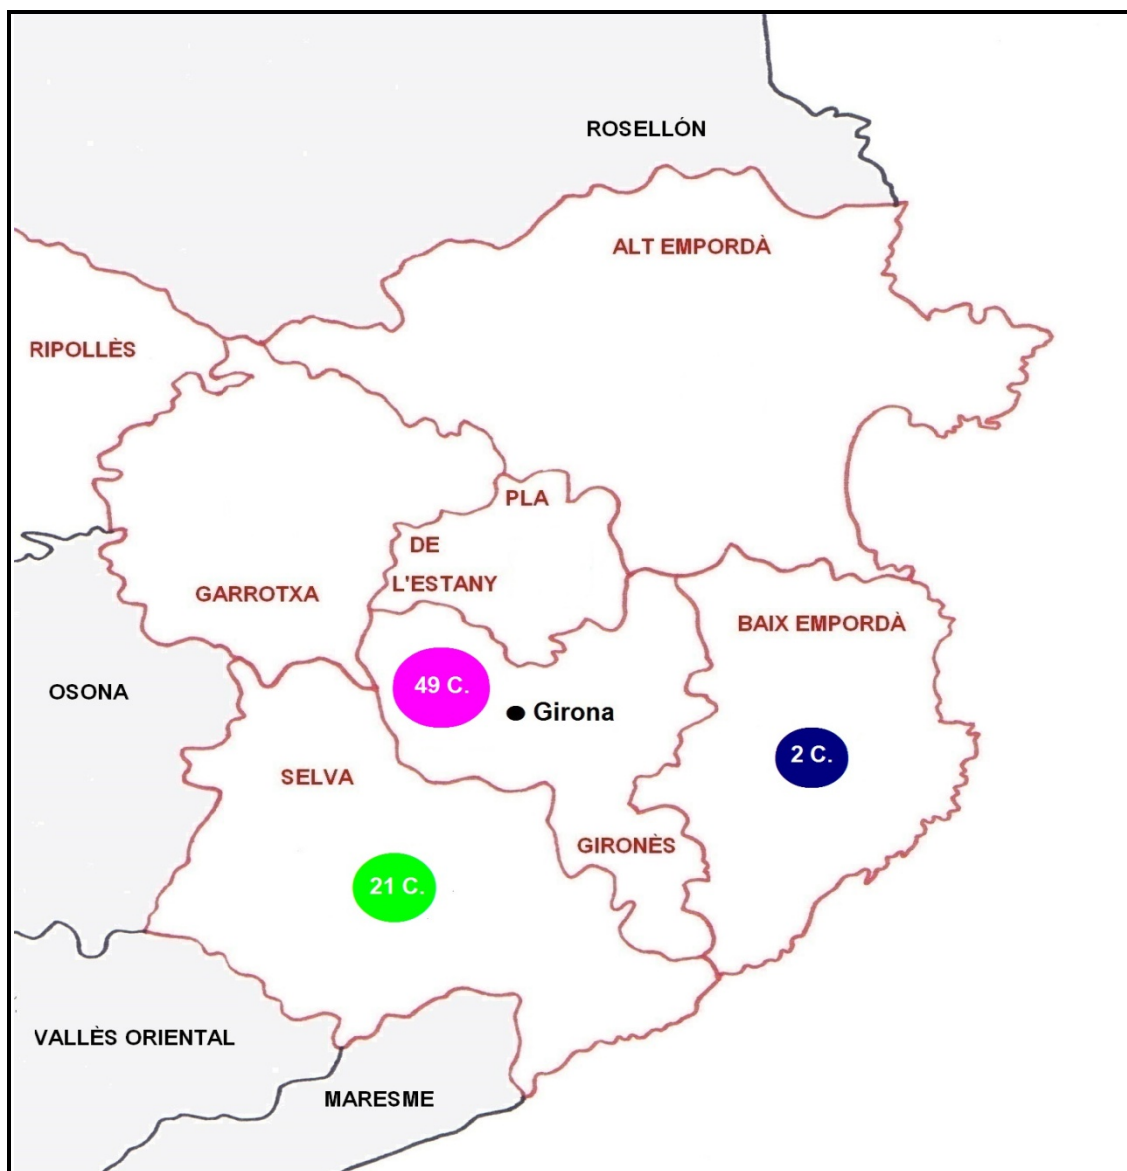 ROSELLÓN
ALT EMPORDÀ
RIPOLLÈS
PLA
DE
L'ESTANY
GARROTXA
BAIX EMPORDÀ
OSONA
49 C.
Girona
2 C.
SELVA
GIRONÈS
21 C.
VALLÈS ORIENTAL
MARESME